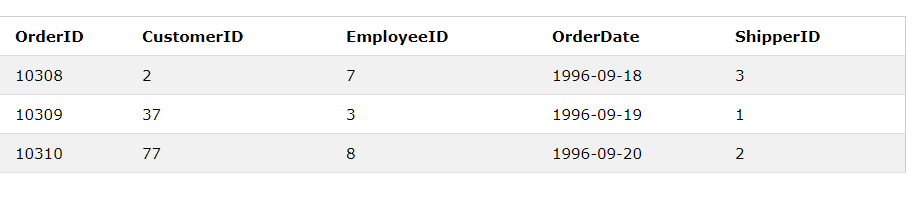 OrderID CustomerID EmployeeID OrderDate ShipperID
10308 2 7 1996-09-18 3
10309 37 3 1996-09-19 1
10310 77 8 1996-09-20 2